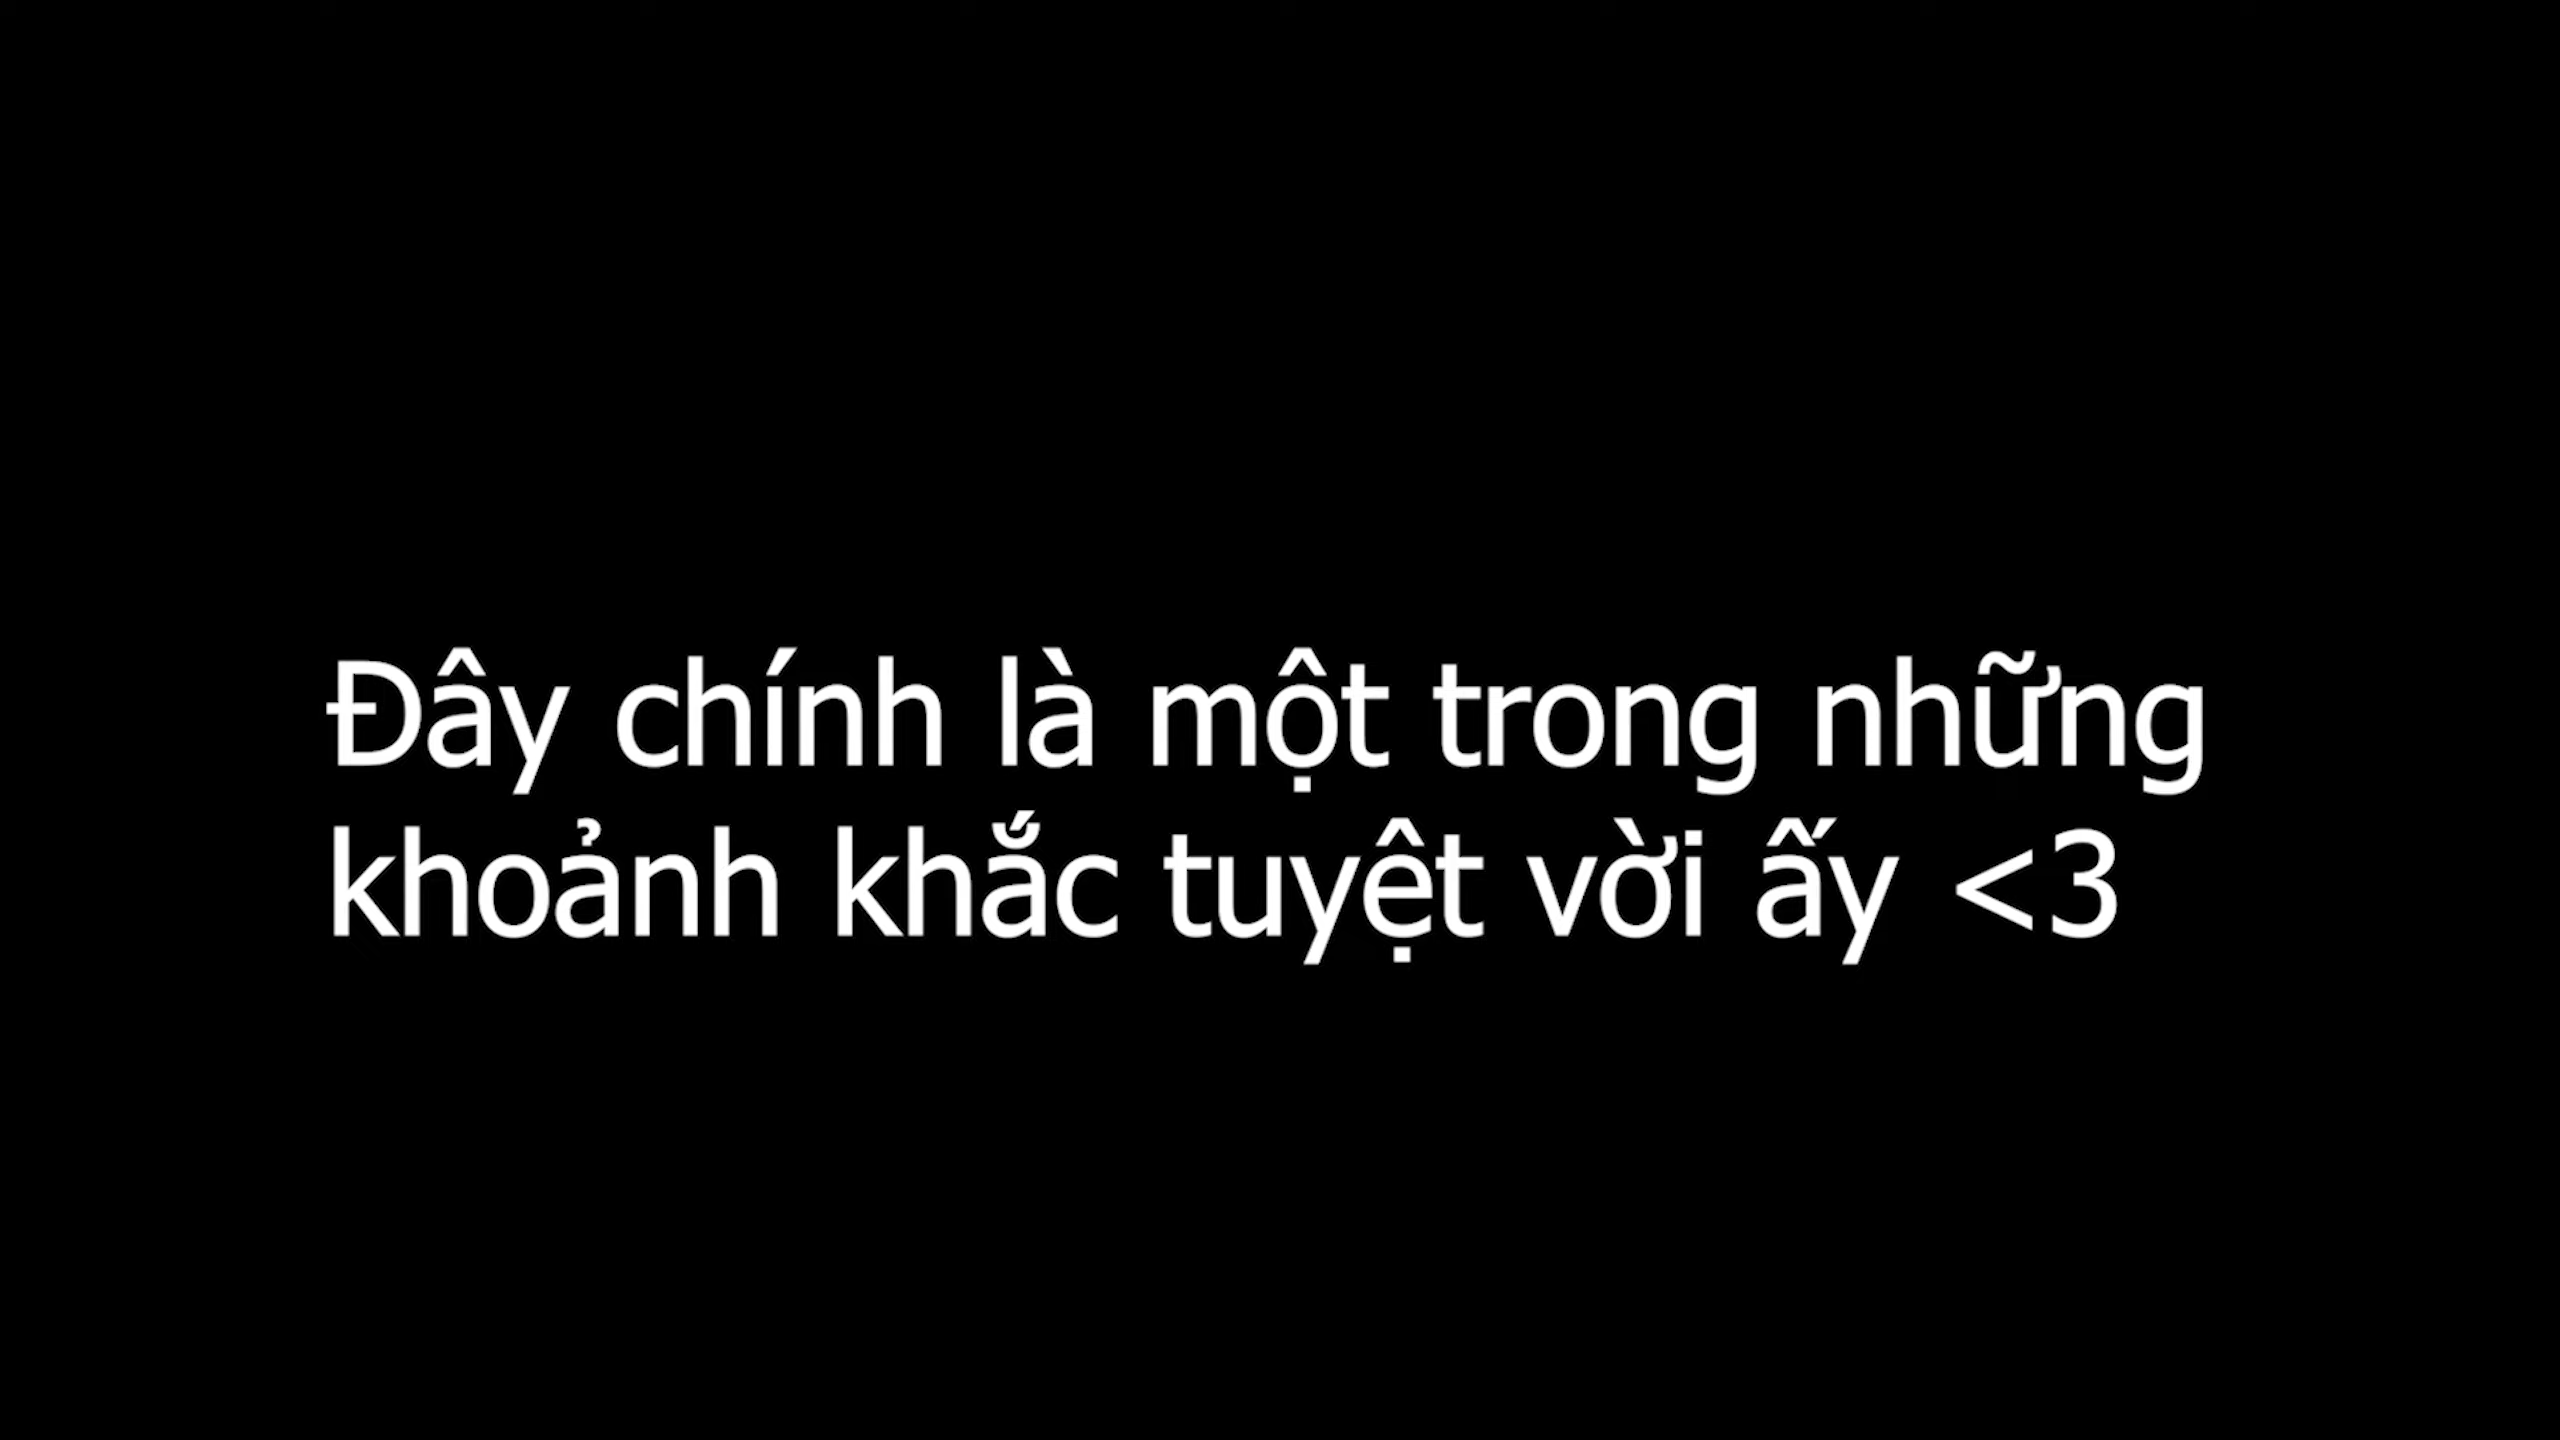 Đây chính là một trong những
khoảnh khắc tuyệt vời ấy <3